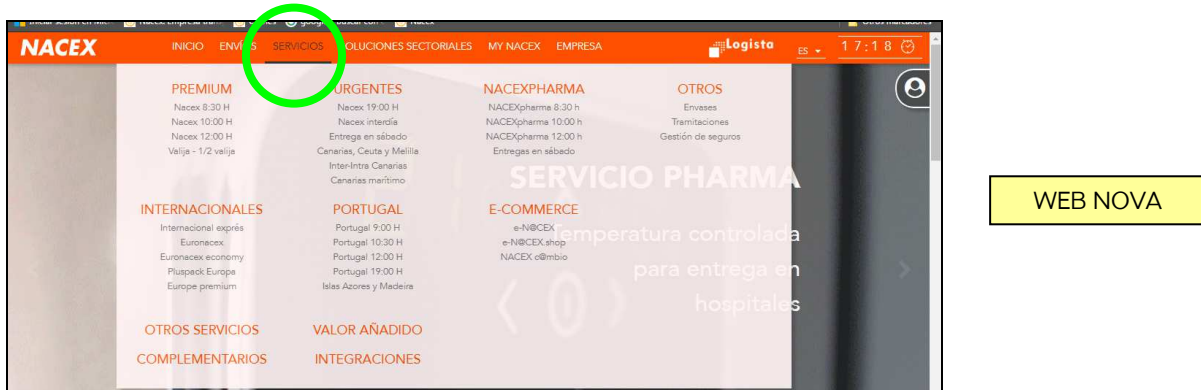 NACEX INICIO ENVÍOS SERVICIOS SOLUCIONES SECTORIALES MY NACEX EMPRESA Logista ES 17:18
PREMIUM
Nacex 8:30 H
Nacex 10:00 H
Nacex 12:00 H
Valija - 1/2 valija
URGENTES
Nacex 19:00 H
Nacex interdía
Entrega en sábado
Canarias, Ceuta y Melilla
Inter-Intra Canarias
Canarias marítimo
NACEXPHARMA
NACEXpharma 8:30 h
NACEXpharma 10:00 h
NACEXpharma 12:00 h
Entregas en sábado
OTROS
Envases
Tramitaciones
Gestión de seguros
SERVICIO PHARMA
Temperatura controlada
para entrega en
hospitales
INTERNACIONALES
Internacional exprés
Euronacex
Euronacex economy
Pluspack Europa
Europe premium
PORTUGAL
Portugal 9:00 H
Portugal 10:30 H
Portugal 12:00 H
Portugal 19:00 H
Islas Azores y Madeira
E-COMMERCE
e-N@CEX
e-N@CEX.shop
NACEX c@mbio
OTROS SERVICIOS
VALOR AÑADIDO
COMPLEMENTARIOS
INTEGRACIONES
WEB NOVA